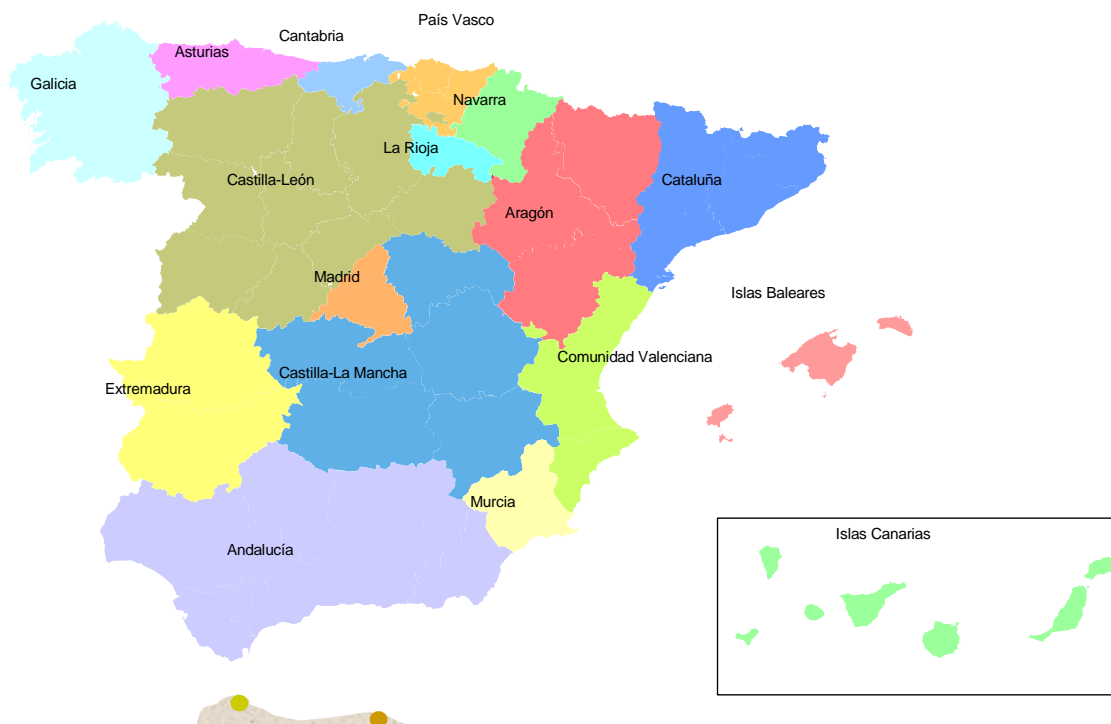 País Vasco
Cantabria
Asturias
Galicia
Navarra
La Rioja
Castilla-León
Cataluña
Aragón
Madrid
Islas Baleares
Comunidad Valenciana
Castilla-La Mancha
Extremadura
Murcia
Islas Canarias
Andalucía